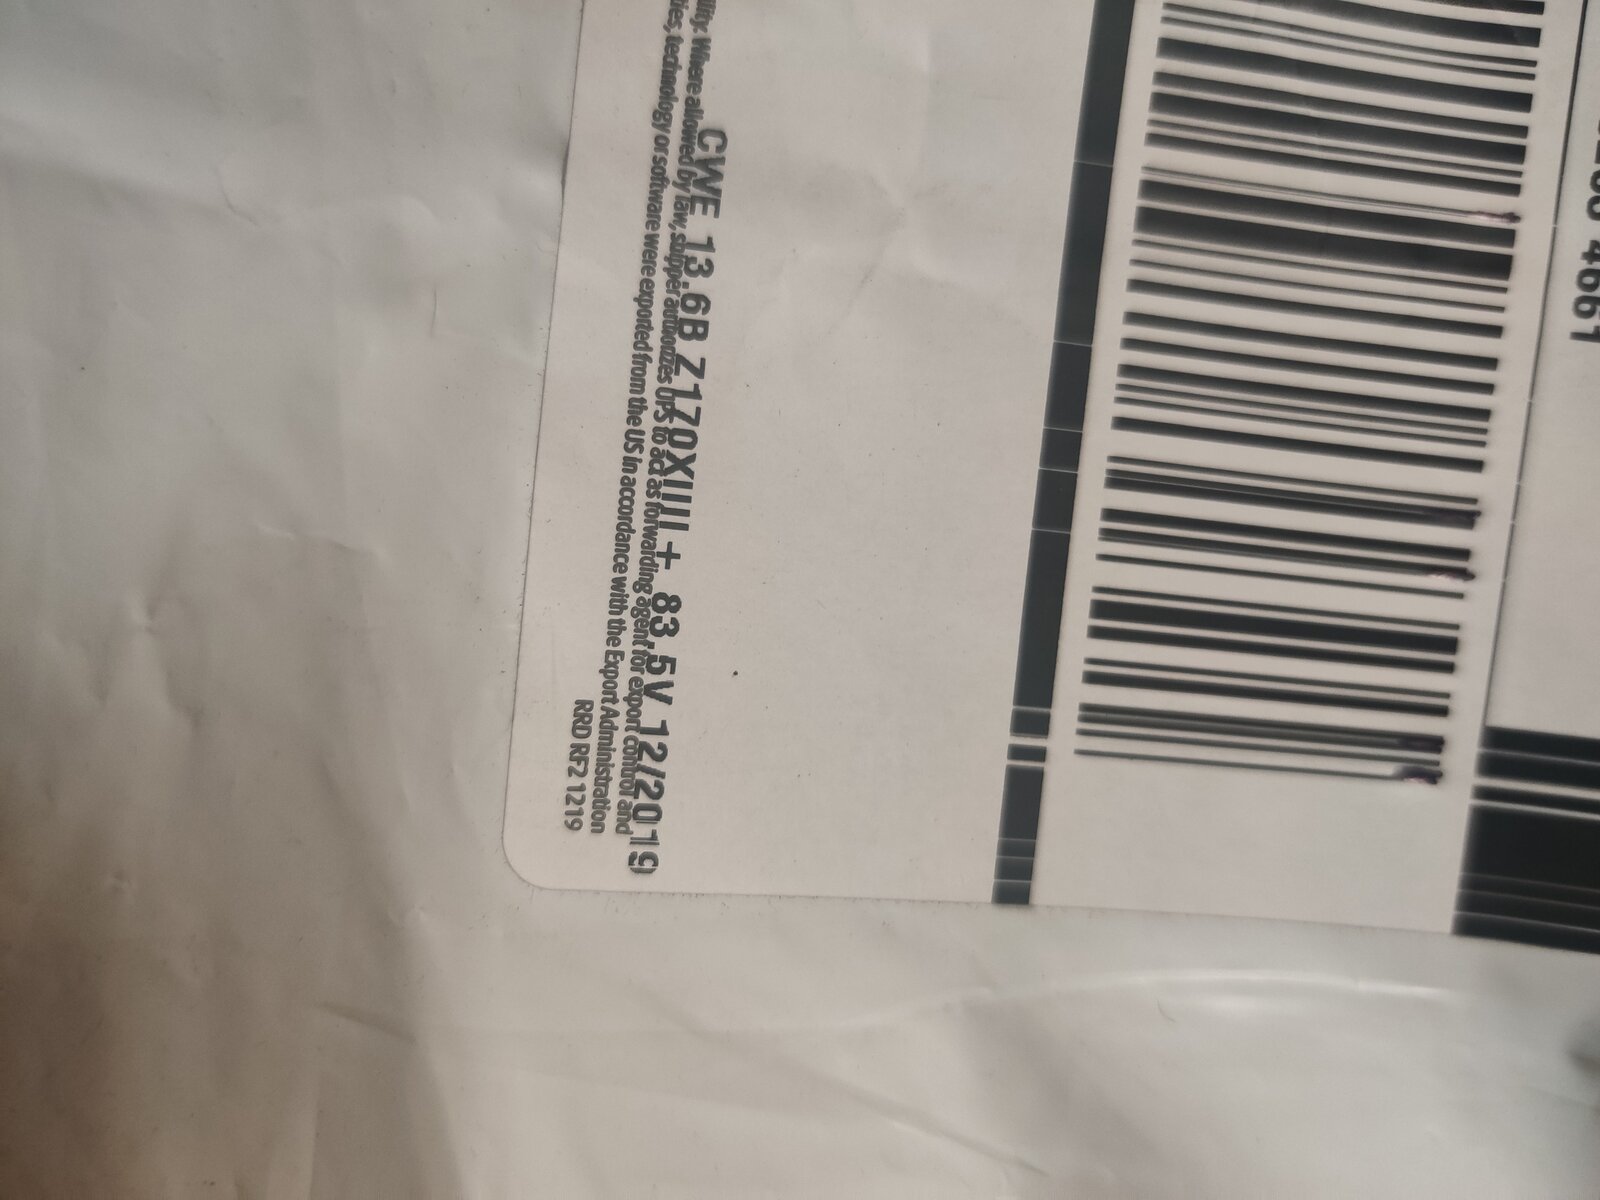 4661
CWE 13.6B Z170XIIII+ 83.5V 12/2019
Where allowed by law, shipper authorizes UPS to act as forwarding agent for export control and
technology or software were exported from the US in accordance with the Export Administration
RRD RF2 1219